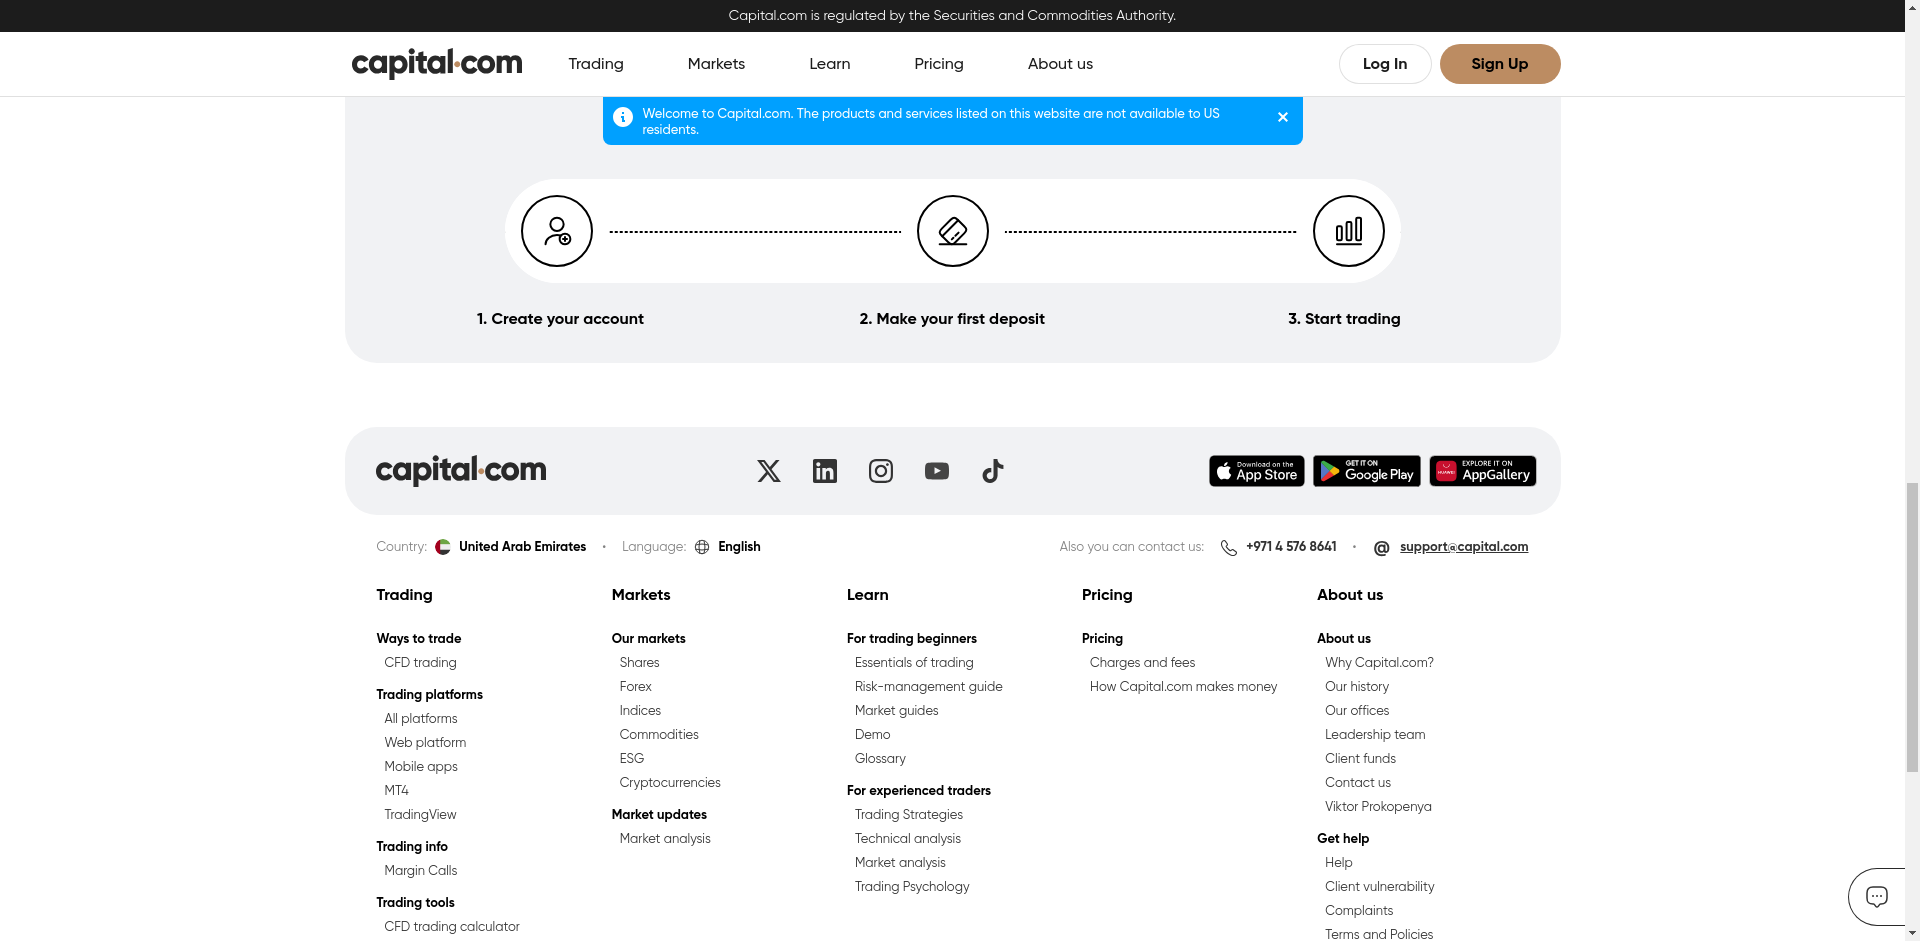 Capital.com is regulated by the Securities and Commodities Authority.
capital.com
Trading
Markets
Learn
Pricing
About us
Log In
Sign Up
Welcome to Capital.com. The products and services listed on this website are not available to US
residents.
1. Create your account
2. Make your first deposit
3. Start trading
capital.com
Download on the
App Store
GET IT ON
Google Play
HUAWEI
EXPLORE IT ON
AppGallery
Country:
United Arab Emirates
Language:
English
Also you can contact us:
+971 4 576 8641
support@capital.com
Trading
Ways to trade
CFD trading
Trading platforms
All platforms
Web platform
Mobile apps
MT4
TradingView
Trading info
Margin Calls
Trading tools
CFD trading calculator
Markets
Our markets
Shares
Forex
Indices
Commodities
ESG
Cryptocurrencies
Market updates
Market analysis
Learn
For trading beginners
Essentials of trading
Risk-management guide
Market guides
Demo
Glossary
For experienced traders
Trading Strategies
Technical analysis
Market analysis
Trading Psychology
Pricing
Pricing
Charges and fees
How Capital.com makes money
About us
About us
Why Capital.com?
Our history
Our offices
Leadership team
Client funds
Contact us
Viktor Prokopenya
Get help
Help
Client vulnerability
Complaints
Terms and Policies